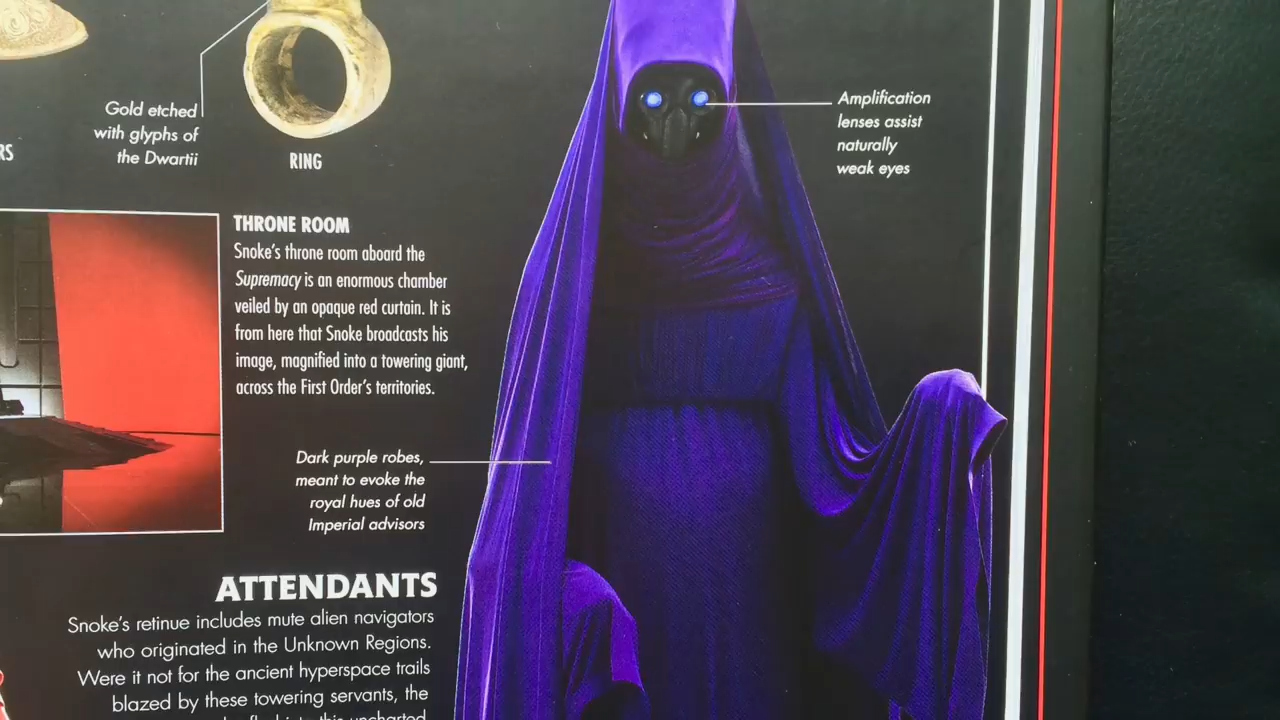 Gold etched
with glyphs of
the Dwartii
RS
RING
Amplification
lenses assist
naturally
weak eyes
THRONE ROOM
Snoke's throne room aboard the
Supremacy is an enormous chamber
veiled by an opaque red curtain. It is
from here that Snoke broadcasts his
image, magnified into a towering giant,
across the First Order's territories.
Dark purple robes,
meant to evoke the
royal hues of old
Imperial advisors
ATTENDANTS
Snoke's retinue includes mute alien navigators
who originated in the Unknown Regions.
Were it not for the ancient hyperspace trails
blazed by these towering servants, the
this uncharted